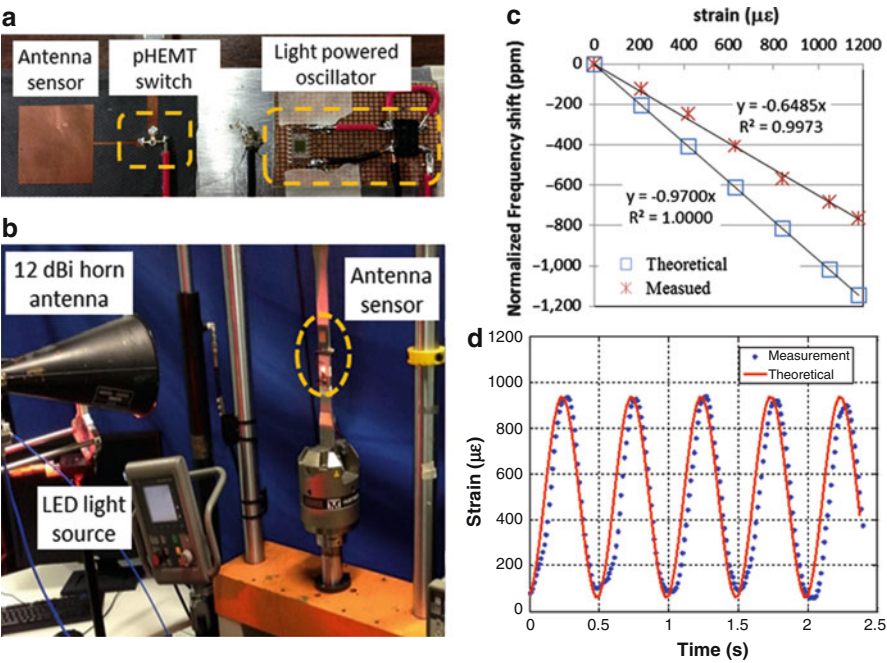 a
Antenna
sensor
pHEMT
switch
Light powered
oscillator
b
12 dBi horn
antenna
Antenna
sensor
LED light
source
c
strain (με)
0 200 400 600 800 1000 1200
0
−200
−400
−600
−800
−1,000
−1,200
Normalized Frequency shift (ppm)
y = -0.6485x
R² = 0.9973
y = -0.9700x
R² = 1.0000
Theoretical
Measued
d
1200
1000
800
600
400
200
0
Strain (με)
Measurement
Theoretical
0 0.5 1 1.5 2 2.5
Time (s)